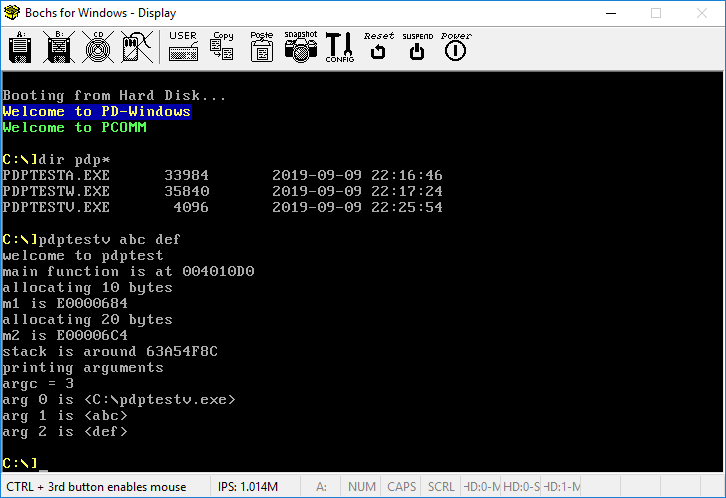 Bochs for Windows - Display
A: B: CD USER Copy Paste snapshot CONFIG Reset SUSPEND Power
Booting from Hard Disk...
Welcome to PD-Windows
Welcome to PCOMM
C:\]dir pdp*
PDPTESTA.EXE 33984 2019-09-09 22:16:46
PDPTESTW.EXE 35840 2019-09-09 22:17:24
PDPTESTV.EXE 4096 2019-09-09 22:25:54
C:\]pdptestv abc def
welcome to pdptest
main function is at 004010D0
allocating 10 bytes
m1 is E0000684
allocating 20 bytes
m2 is E00006C4
stack is around 63A54F8C
printing arguments
argc = 3
arg 0 is <C:\pdptestv.exe>
arg 1 is <abc>
arg 2 is <def>
C:\]_
CTRL + 3rd button enables mouse IPS: 1.014M A: NUM CAPS SCRL HD:0-M HD:0-S HD:1-M